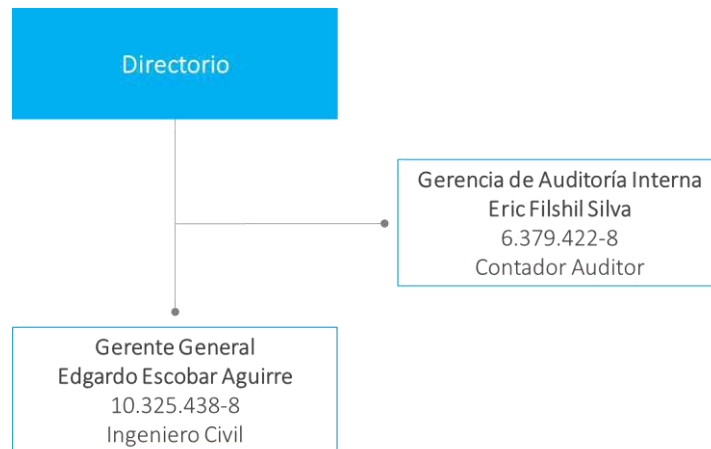 Directorio
Gerencia de Auditoría Interna
Eric Filshil Silva
6.379.422-8
Contador Auditor
Gerente General
Edgardo Escobar Aguirre
10.325.438-8
Ingeniero Civil